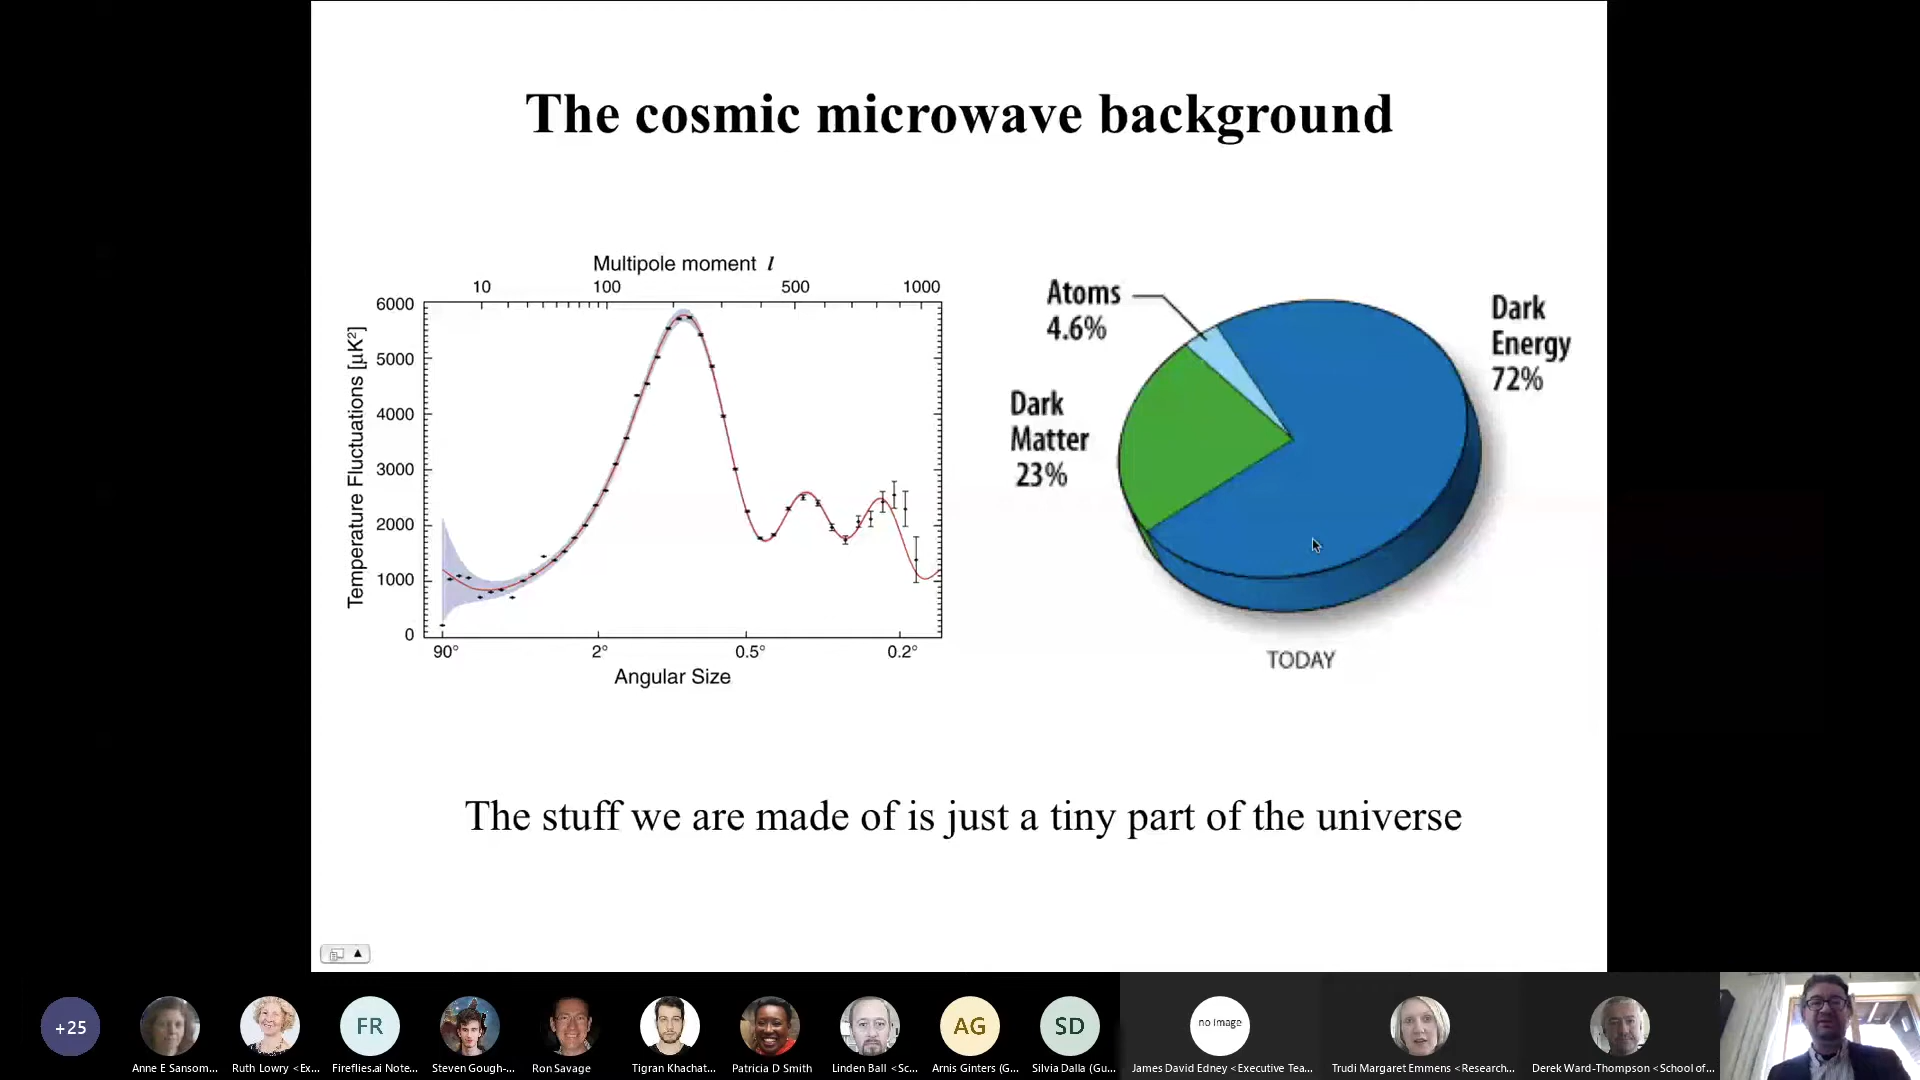 The cosmic microwave background
Multipole moment l
10 100 500 1000
6000
5000
4000
3000
2000
1000
0
Temperature Fluctuations [μK²]
90° 2° 0.5° 0.2°
Angular Size
Atoms
4.6%
Dark
Energy
72%
Dark
Matter
23%
TODAY
The stuff we are made of is just a tiny part of the universe
+25
FR
AG
SD
no image
Anne E Sansom...
Ruth Lowry <Ex...
Fireflies.ai Note...
Steven Gough-...
Ron Savage
Tigran Khachat...
Patricia D Smith
Linden Ball <Sc...
Arnis Ginters (G...
Silvia Dalla (Gu...
James David Edney <Executive Tea...
Trudi Margaret Emmens <Research...
Derek Ward-Thompson <School of...